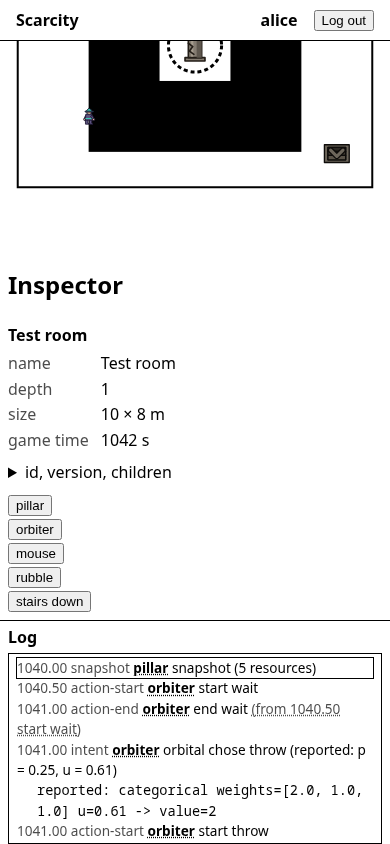 Scarcity alice Log out
Inspector
Test room
name Test room
depth 1
size 10 × 8 m
game time 1042 s
▶ id, version, children
pillar
orbiter
mouse
rubble
stairs down
Log
1040.00 snapshot pillar snapshot (5 resources)
1040.50 action-start orbiter start wait
1041.00 action-end orbiter end wait (from 1040.50
start wait)
1041.00 intent orbiter orbital chose throw (reported: p
= 0.25, u = 0.61)
reported: categorical weights=[2.0, 1.0,
1.0] u=0.61 -> value=2
1041.00 action-start orbiter start throw